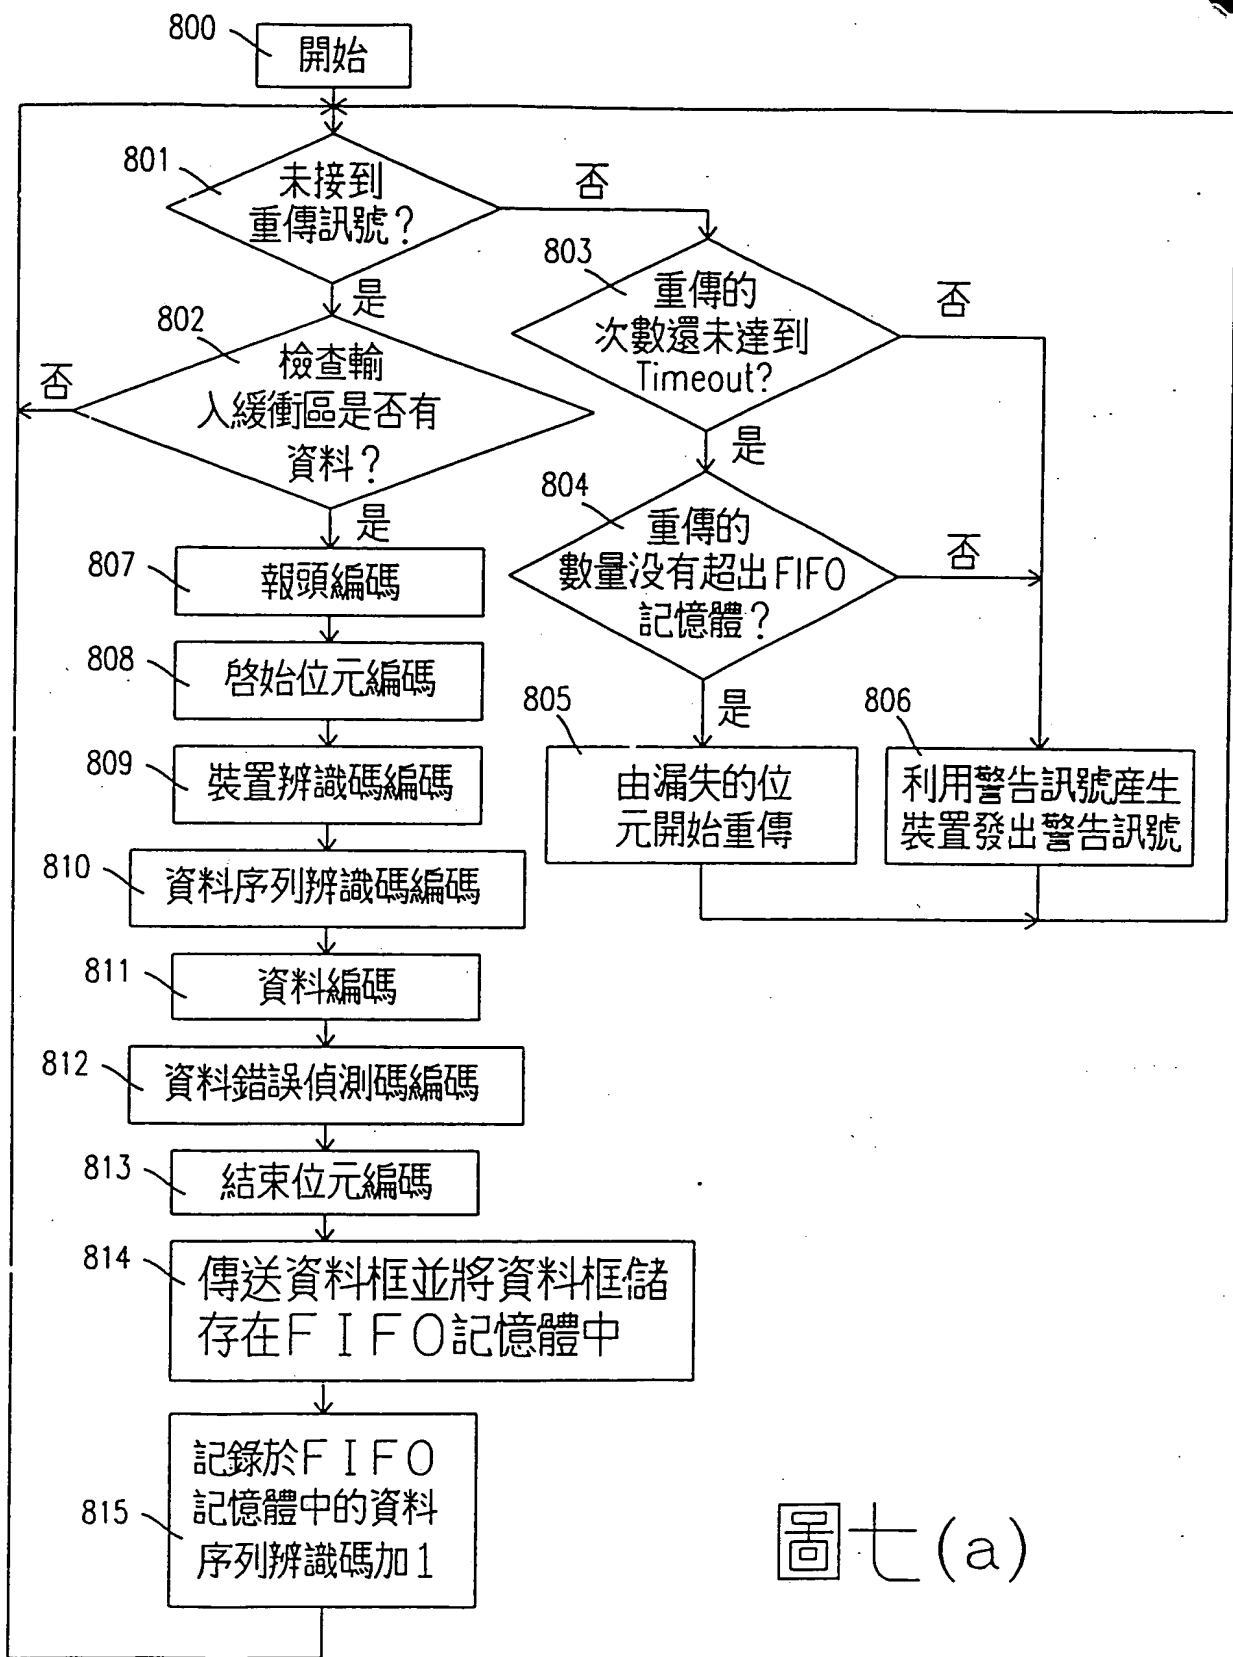 800
開始
801
未接到
重傳訊號？
否
是
802
檢查輸
入緩衝區是否有
資料？
否
是
803
重傳的
次數還未達到
Timeout?
否
是
804
重傳的
數量没有超出FIFO
記憶體？
否
是
805
由漏失的位
元開始重傳
806
利用警告訊號產生
裝置發出警告訊號
807
報頭編碼
808
啓始位元編碼
809
裝置辨識碼編碼
810
資料序列辨識碼編碼
811
資料編碼
812
資料錯誤偵測碼編碼
813
結束位元編碼
814
傳送資料框並將資料框儲
存在FIFO記憶體中
815
記錄於FIFO
記憶體中的資料
序列辨識碼加1
圖七(a)